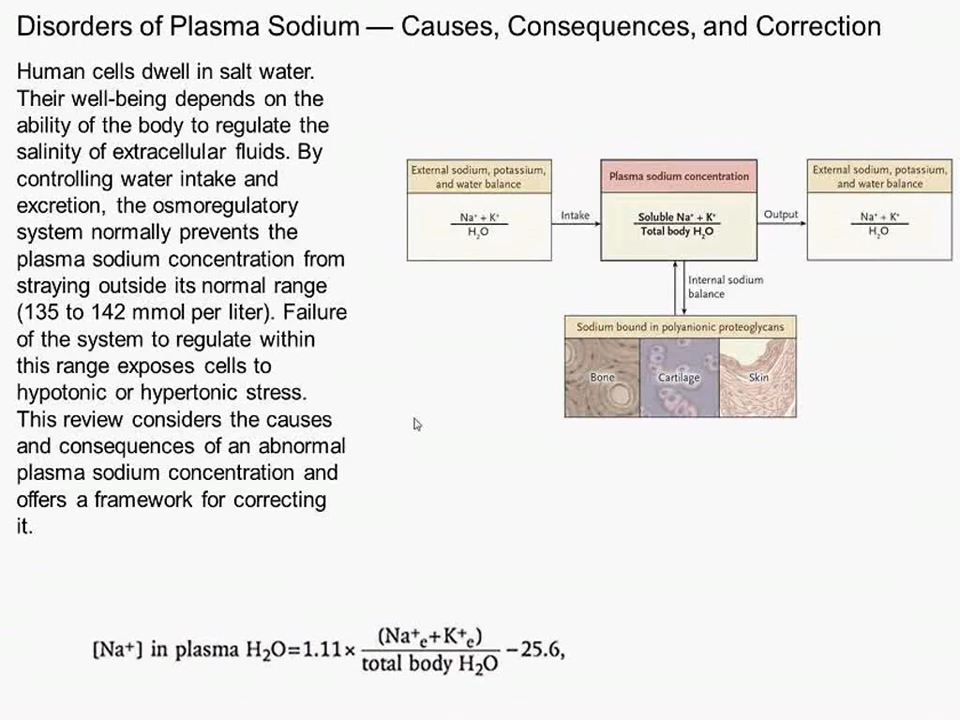 Disorders of Plasma Sodium — Causes, Consequences, and Correction
Human cells dwell in salt water.
Their well-being depends on the
ability of the body to regulate the
salinity of extracellular fluids. By
controlling water intake and
excretion, the osmoregulatory
system normally prevents the
plasma sodium concentration from
straying outside its normal range
(135 to 142 mmol per liter). Failure
of the system to regulate within
this range exposes cells to
hypotonic or hypertonic stress.
This review considers the causes
and consequences of an abnormal
plasma sodium concentration and
offers a framework for correcting
it.
External sodium, potassium,
and water balance
Na⁺ + K⁺
H₂O
Intake
Plasma sodium concentration
Soluble Na⁺ + K⁺
Total body H₂O
Output
External sodium, potassium,
and water balance
Na⁺ + K⁺
H₂O
Internal sodium
balance
Sodium bound in polyanionic proteoglycans
Bone
Cartilage
Skin
[Na⁺] in plasma H₂O=1.11× (Na⁺ₑ+K⁺ₑ) / total body H₂O −25.6,